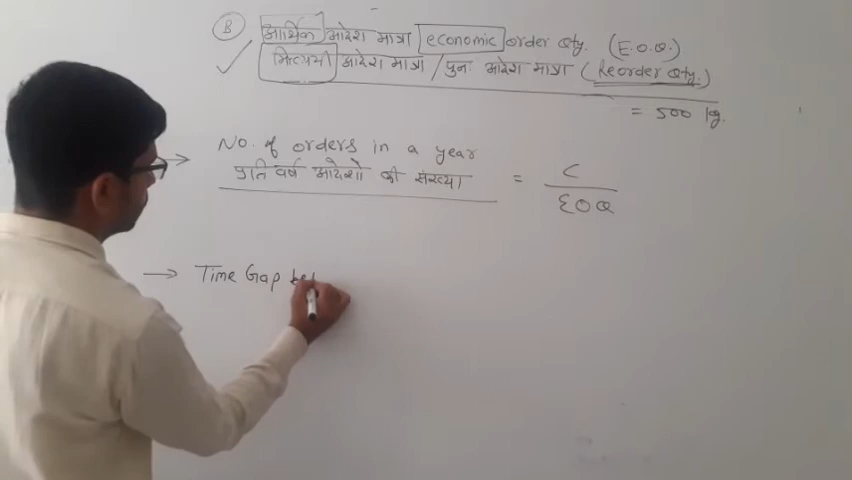 B आर्थिक आदेश मात्रा economic order Qty. (E.O.Q.)
मितव्ययी आदेश मात्रा / पुनः आदेश मात्रा (Reorder Qty.)
= 500 kg.
→ No. of orders in a year
प्रति वर्ष आदेशो की संख्या = C / EOQ
→ Time Gap bet